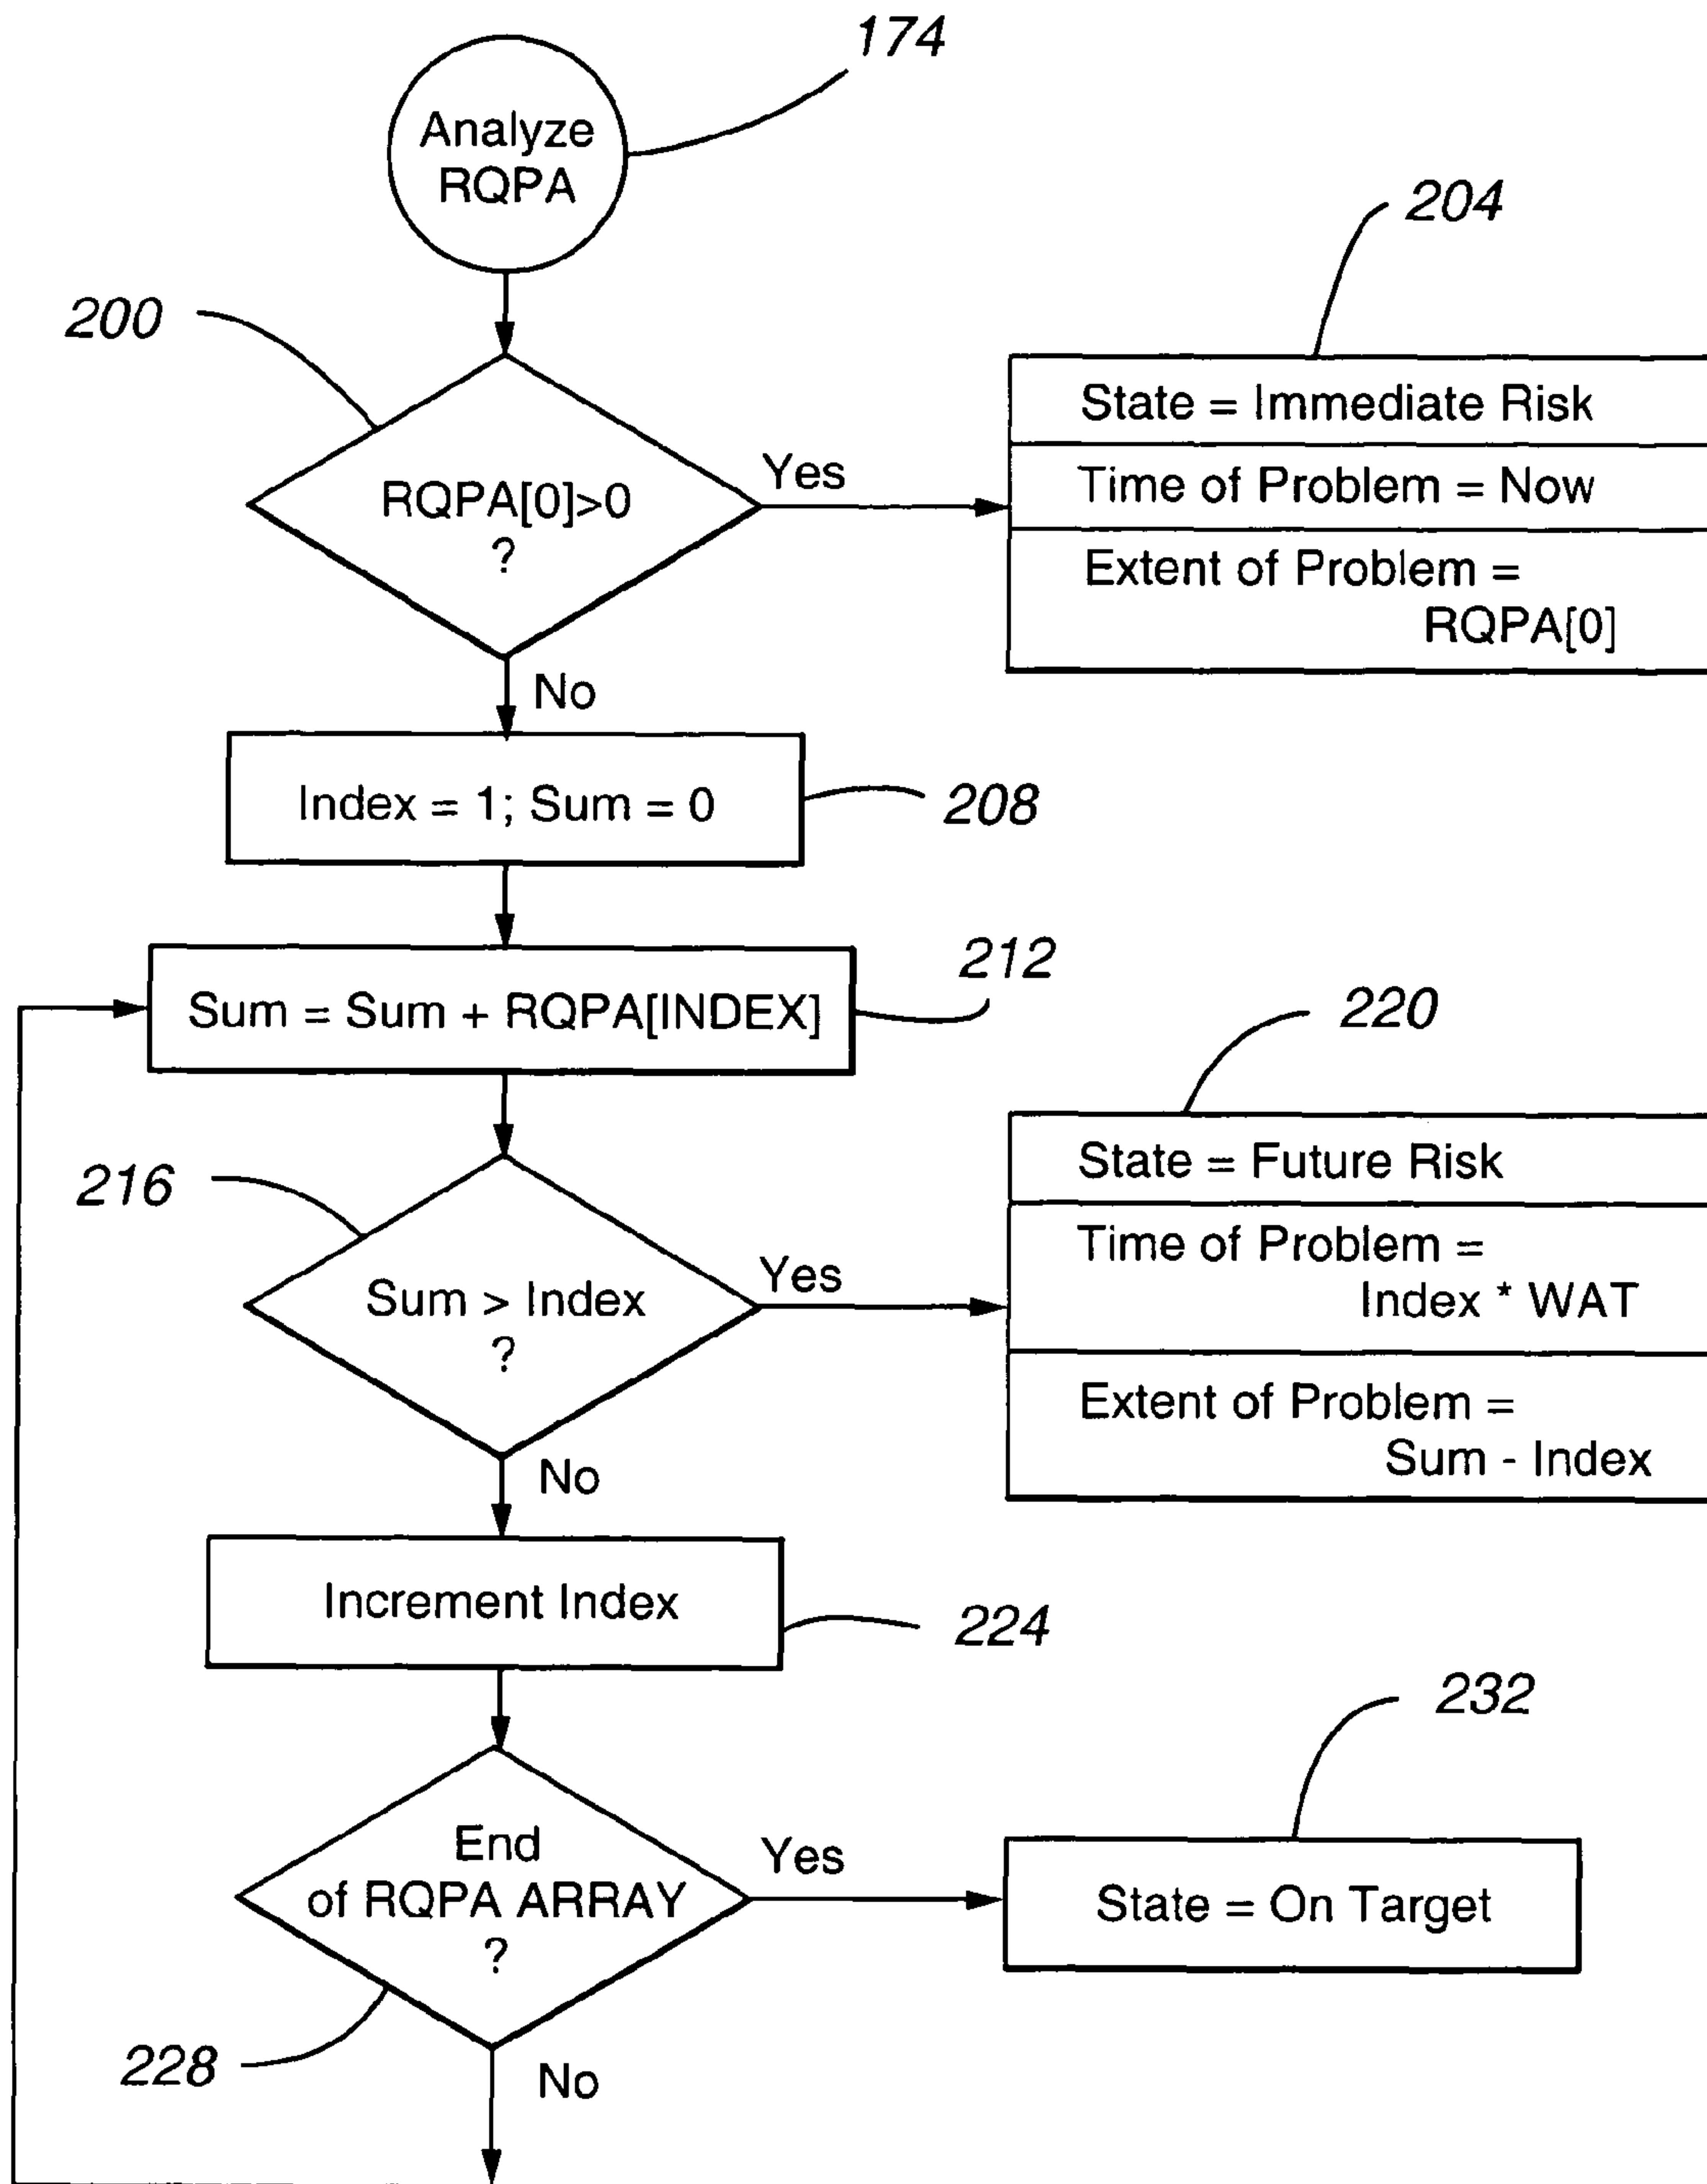 174
Analyze
RQPA
204
200
State = Immediate Risk
Yes
Time of Problem = Now
RQPA[0]>0
?
Extent of Problem =
RQPA[0]
No
Index = 1; Sum = 0
208
212
Sum = Sum + RQPA[INDEX]
220
216
State = Future Risk
Time of Problem =
Index * WAT
Yes
Sum > Index
?
Extent of Problem =
Sum - Index
No
Increment Index
224
232
End
of RQPA ARRAY
?
Yes
State = On Target
228
No